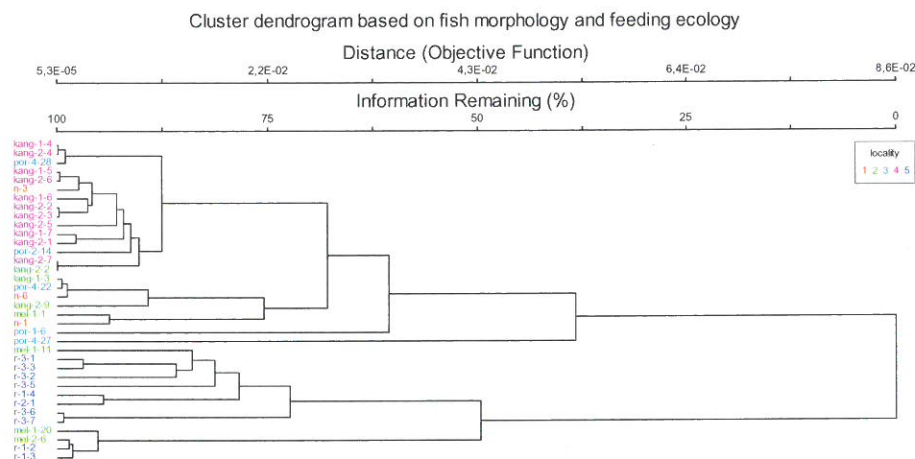 Cluster dendrogram based on fish morphology and feeding ecology
Distance (Objective Function)
5,3E-05 2,2E-02 4,3E-02 6,4E-02 8,6E-02
Information Remaining (%)
100 75 50 25 0
locality
1 2 3 4 5
kang-1-4
kang-2-4
por-4-28
kang-1-5
kang-2-6
n-3
kang-1-6
kang-2-2
kang-2-3
kang-2-5
kang-1-7
kang-2-1
por-2-14
kang-2-7
lang-2-2
lang-1-3
por-4-22
n-6
lang-2-9
mel-1-1
n-1
por-1-6
por-4-27
mel-1-11
r-3-1
r-3-3
r-3-2
r-3-5
r-1-4
r-2-1
r-3-6
r-3-7
mel-1-20
mel-2-6
r-1-2
r-1-3